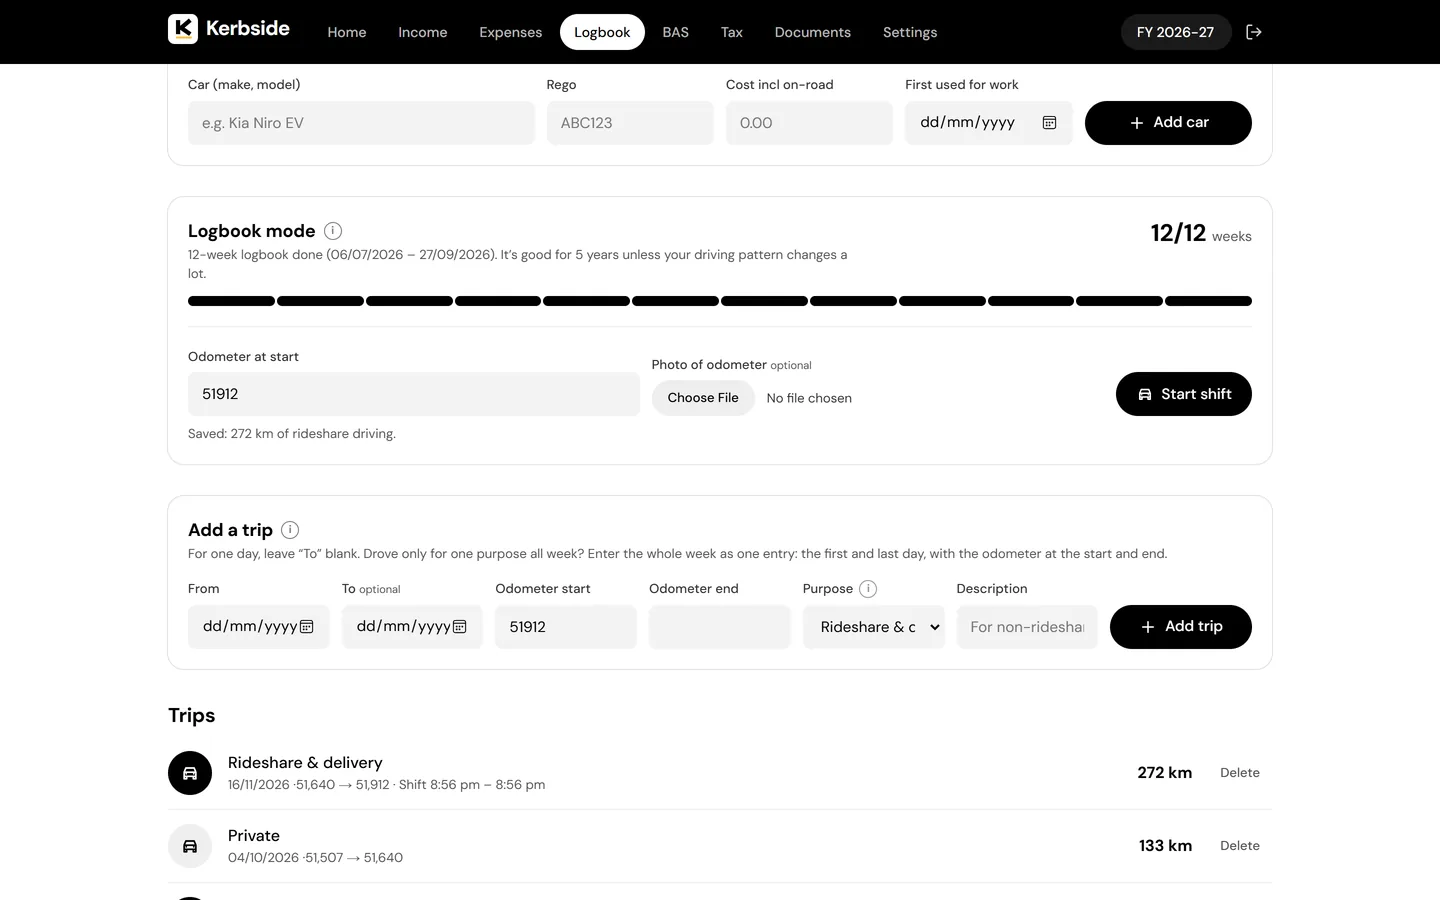 Kerbside
Home Income Expenses Logbook BAS Tax Documents Settings FY 2026-27
Car (make, model) Rego Cost incl on-road First used for work
e.g. Kia Niro EV ABC123 0.00 dd/mm/yyyy + Add car
Logbook mode 12/12 weeks
12-week logbook done (06/07/2026 – 27/09/2026). It’s good for 5 years unless your driving pattern changes a
lot.
Odometer at start Photo of odometer optional
51912 Choose File No file chosen Start shift
Saved: 272 km of rideshare driving.
Add a trip
For one day, leave “To” blank. Drove only for one purpose all week? Enter the whole week as one entry: the first and last day, with the odometer at the start and end.
From To optional Odometer start Odometer end Purpose Description
dd/mm/yyyy dd/mm/yyyy 51912 Rideshare & c For non-ridesha + Add trip
Trips
Rideshare & delivery
16/11/2026 ·51,640 → 51,912 · Shift 8:56 pm – 8:56 pm 272 km Delete
Private
04/10/2026 ·51,507 → 51,640 133 km Delete